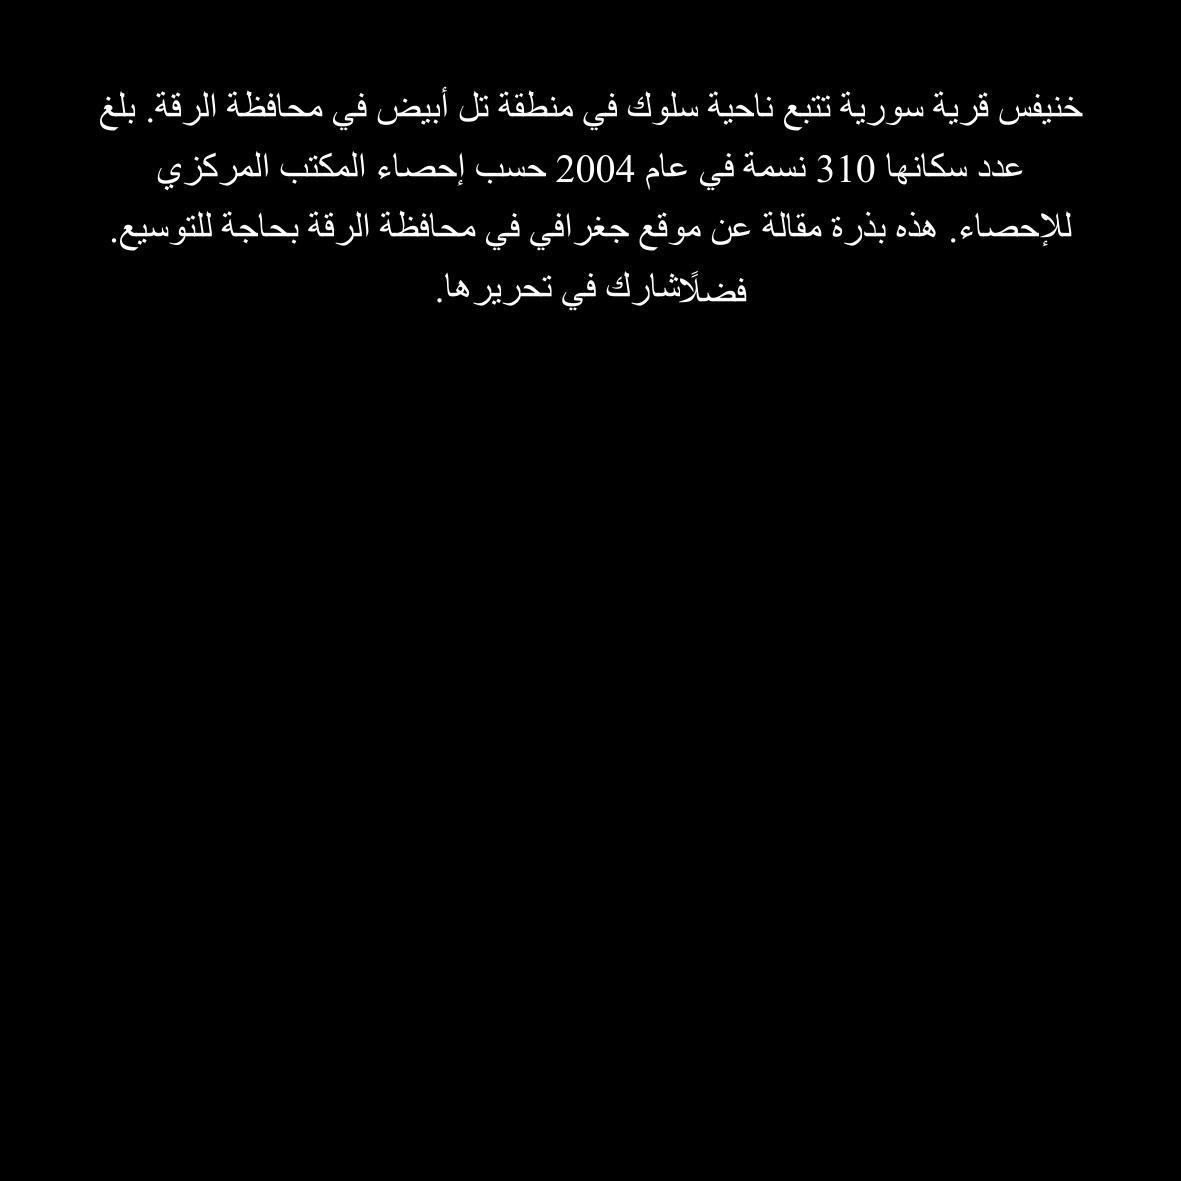 خنيفس قرية سورية تتبع ناحية سلوك في منطقة تل أبيض في محافظة الرقة. بلغ
عدد سكانها 310 نسمة في عام 2004 حسب إحصاء المكتب المركزي
للإحصاء. هذه بذرة مقالة عن موقع جغرافي في محافظة الرقة بحاجة للتوسيع.
فضلًاشارك في تحريرها.